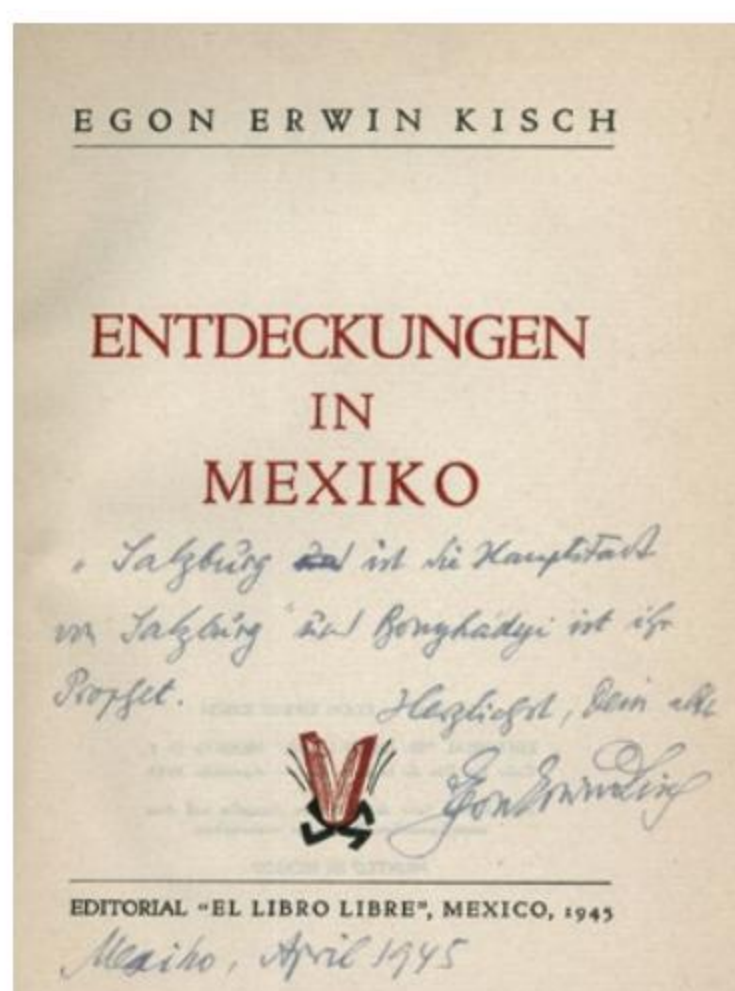 EGON ERWIN KISCH
ENTDECKUNGEN
IN
MEXIKO
„Salzburg ist die Hauptstadt
von Salzburg“ und Bonyhádyi ist ihr
Prophet.
Herzlichst, Dein alter
Egon Erwin Kisch
EDITORIAL “EL LIBRO LIBRE”, MEXICO, 1945
Mexiko, April 1945